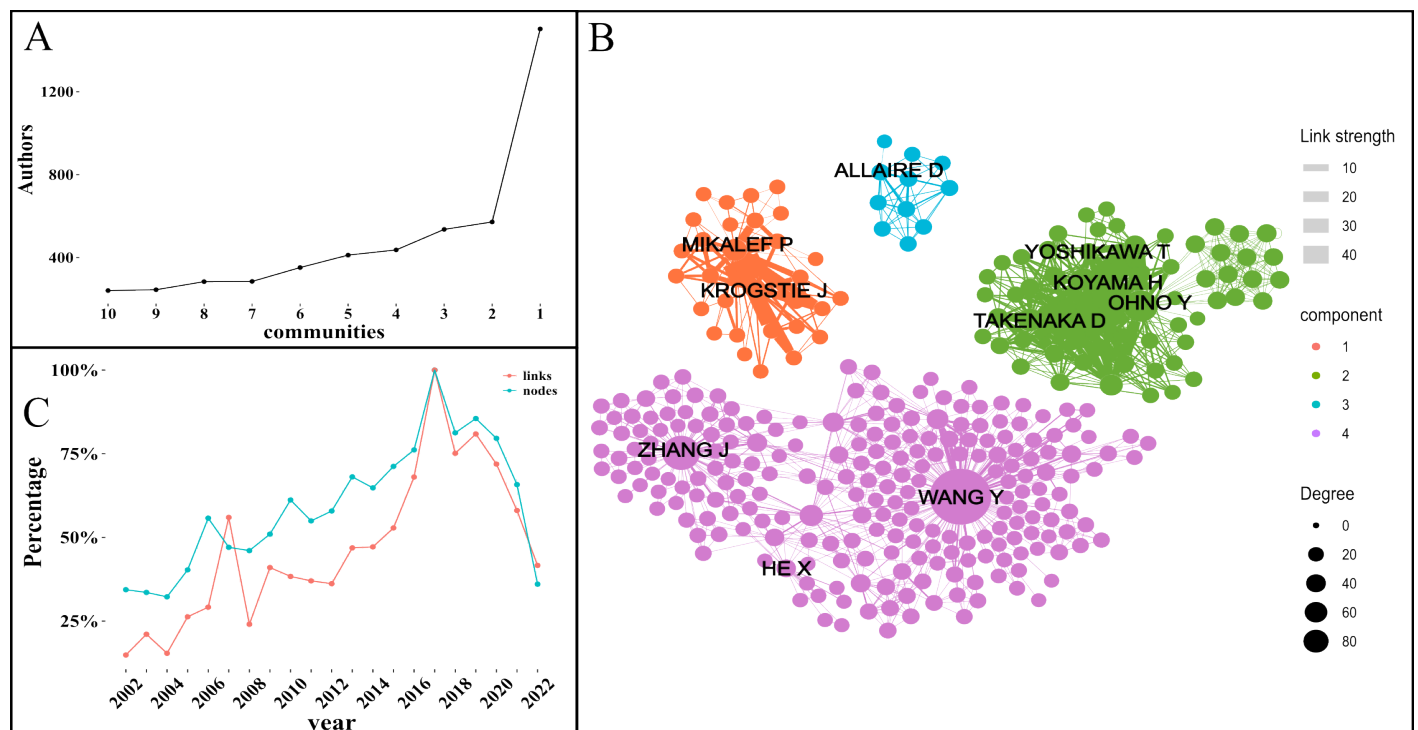 A
1200
800
400
Authors
10 9 8 7 6 5 4 3 2 1
communities
B
ALLAIRE D
MIKALEF P
KROGSTIE J
YOSHIKAWA T
KOYAMA H
OHNO Y
TAKENAKA D
ZHANG J
WANG Y
HE X
Link strength
10
20
30
40
component
1
2
3
4
Degree
0
20
40
60
80
C
links
nodes
100%
75%
50%
25%
Percentage
2002 2004 2006 2008 2010 2012 2014 2016 2018 2020 2022
year